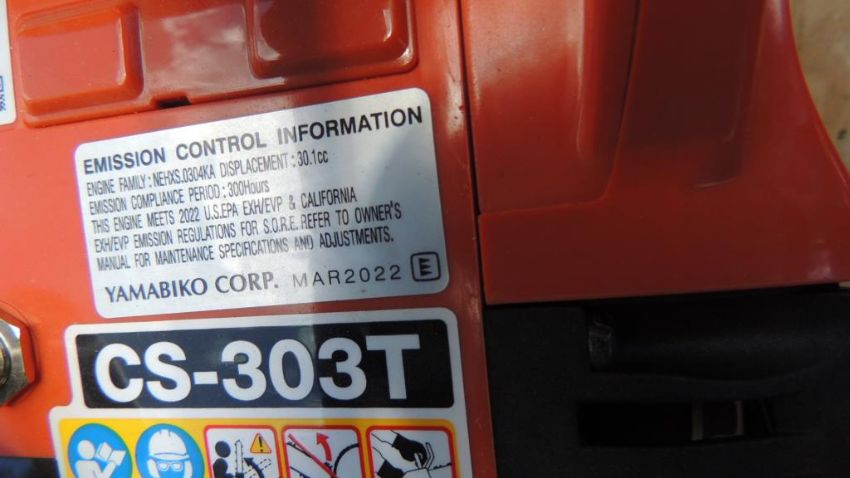 EMISSION CONTROL INFORMATION
ENGINE FAMILY : NEHXS.0304KA DISPLACEMENT : 30.1cc
EMISSION COMPLIANCE PERIOD : 300Hours
THIS ENGINE MEETS 2022 U.S.EPA EXH/EVP & CALIFORNIA
EXH/EVP EMISSION REGULATIONS FOR S.O.R.E. REFER TO OWNER'S
MANUAL FOR MAINTENANCE SPECIFICATIONS AND ADJUSTMENTS.
YAMABIKO CORP. MAR2022 E
CS-303T